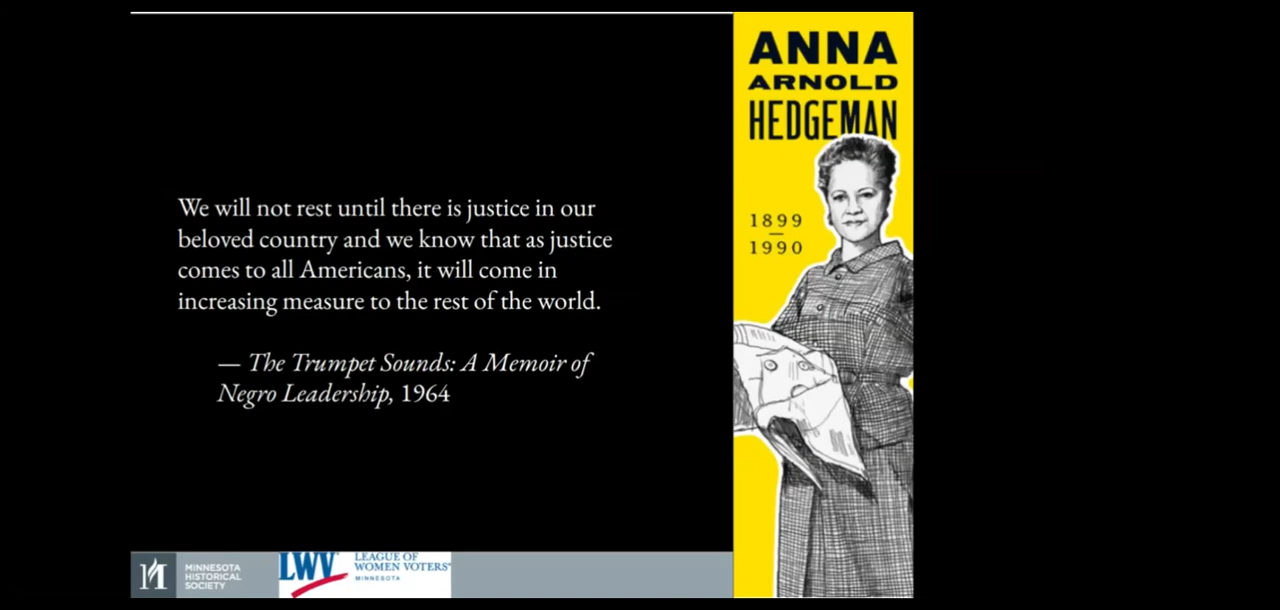 We will not rest until there is justice in our
beloved country and we know that as justice
comes to all Americans, it will come in
increasing measure to the rest of the world.
— The Trumpet Sounds: A Memoir of
Negro Leadership, 1964
ANNA
ARNOLD
HEDGEMAN
1899
—
1990
MINNESOTA
HISTORICAL
SOCIETY
LWV®
LEAGUE OF
WOMEN VOTERS®
MINNESOTA